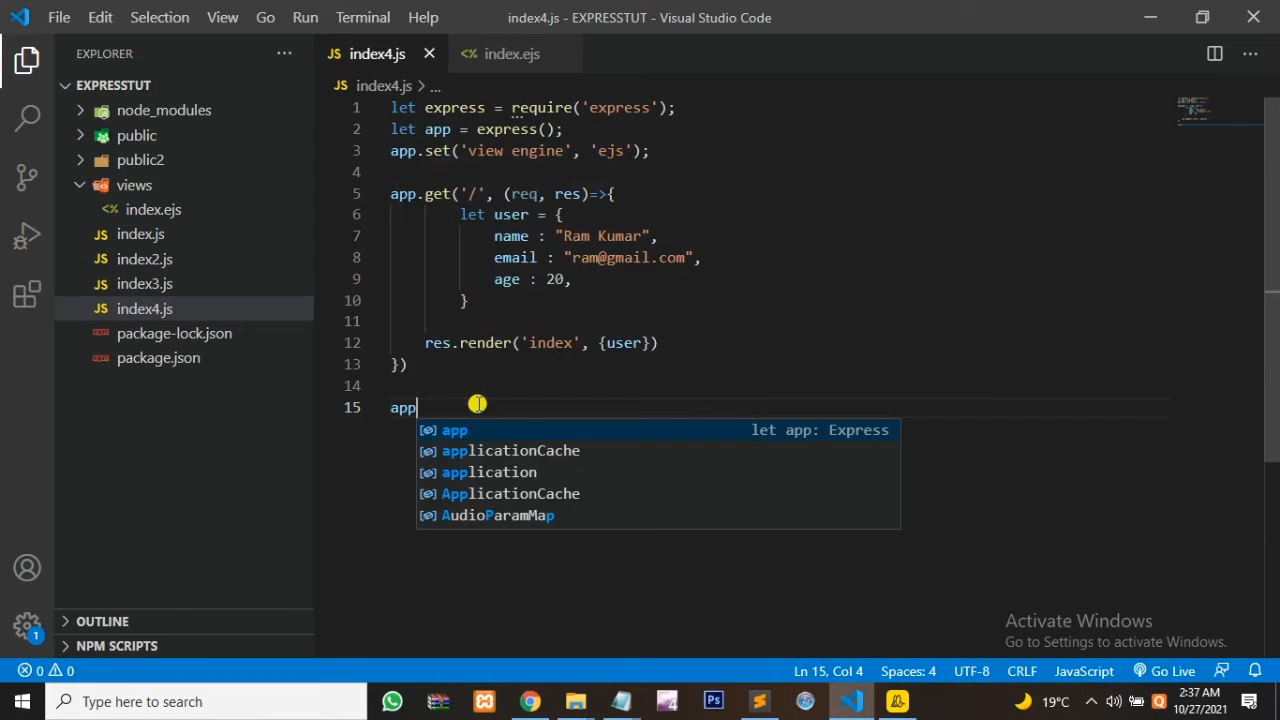 File Edit Selection View Go Run Terminal Help index4.js - EXPRESSTUT - Visual Studio Code
EXPLORER
EXPRESSTUT
node_modules
public
public2
views
<% index.ejs
JS index.js
JS index2.js
JS index3.js
JS index4.js
package-lock.json
package.json
OUTLINE
NPM SCRIPTS
JS index4.js
<% index.ejs
JS index4.js > ...
1 let express = require('express');
2 let app = express();
3 app.set('view engine', 'ejs');
4
5 app.get('/', (req, res)=>{
6 let user = {
7 name : "Ram Kumar",
8 email : "ram@gmail.com",
9 age : 20,
10 }
11
12 res.render('index', {user})
13 })
14
15 app
app let app: Express
applicationCache
application
ApplicationCache
AudioParamMap
Activate Windows
Go to Settings to activate Windows.
1
0 0 Ln 15, Col 4 Spaces: 4 UTF-8 CRLF JavaScript Go Live
Type here to search
19°C
2:37 AM
10/27/2021